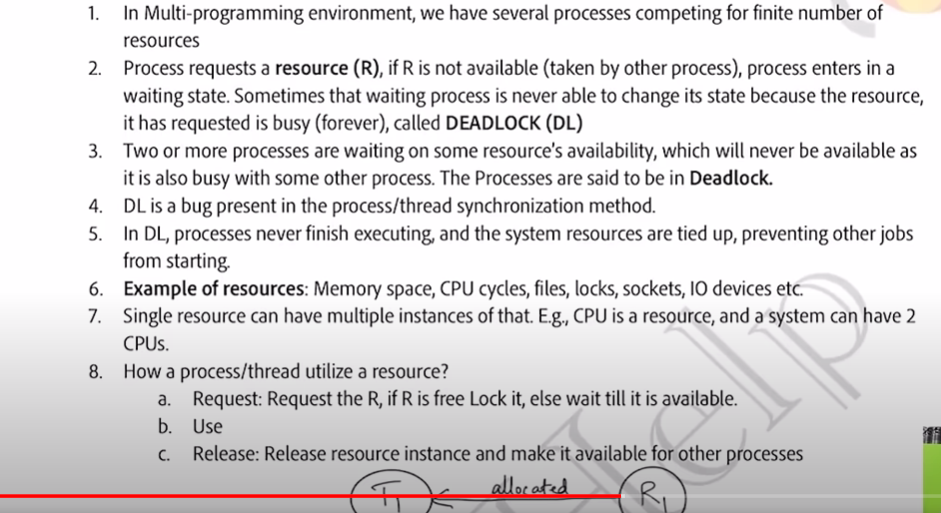 1. In Multi-programming environment, we have several processes competing for finite number of
resources
2. Process requests a resource (R), if R is not available (taken by other process), process enters in a
waiting state. Sometimes that waiting process is never able to change its state because the resource,
it has requested is busy (forever), called DEADLOCK (DL)
3. Two or more processes are waiting on some resource's availability, which will never be available as
it is also busy with some other process. The Processes are said to be in Deadlock.
4. DL is a bug present in the process/thread synchronization method.
5. In DL, processes never finish executing, and the system resources are tied up, preventing other jobs
from starting.
6. Example of resources: Memory space, CPU cycles, files, locks, sockets, IO devices etc.
7. Single resource can have multiple instances of that. E.g., CPU is a resource, and a system can have 2
CPUs.
8. How a process/thread utilize a resource?
a. Request: Request the R, if R is free Lock it, else wait till it is available.
b. Use
c. Release: Release resource instance and make it available for other processes
T1 allocated R1
Help